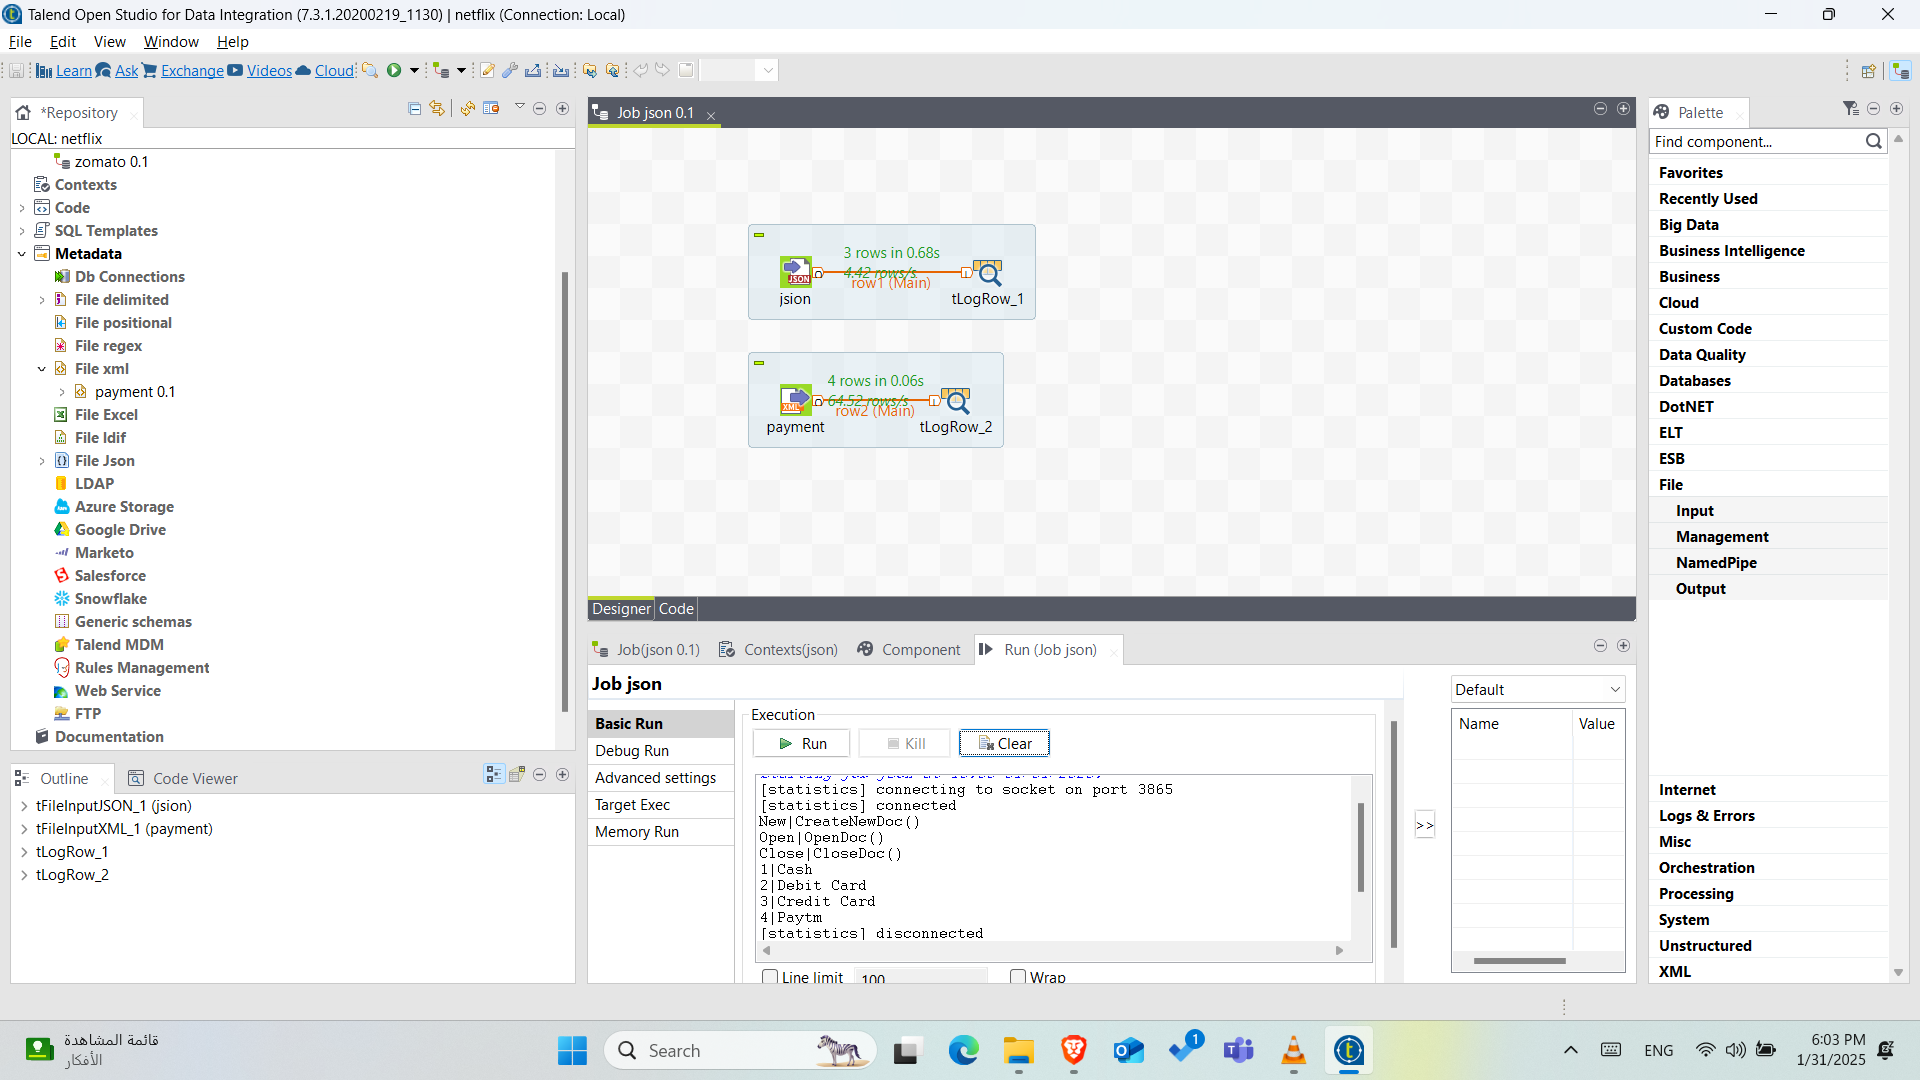 Talend Open Studio for Data Integration (7.3.1.20200219_1130) | netflix (Connection: Local)
File Edit View Window Help
Learn Ask Exchange Videos Cloud
*Repository
LOCAL: netflix
zomato 0.1
Contexts
Code
SQL Templates
Metadata
Db Connections
File delimited
File positional
File regex
File xml
payment 0.1
File Excel
File ldif
File Json
LDAP
Azure Storage
Google Drive
Marketo
Salesforce
Snowflake
Generic schemas
Talend MDM
Rules Management
Web Service
FTP
Documentation
Outline
Code Viewer
tFileInputJSON_1 (jsion)
tFileInputXML_1 (payment)
tLogRow_1
tLogRow_2
Job json 0.1
3 rows in 0.68s
4.42 rows/s
row1 (Main)
JSON
jsion
tLogRow_1
4 rows in 0.06s
64.52 rows/s
row2 (Main)
XML
payment
tLogRow_2
Designer Code
Job(json 0.1) Contexts(json) Component Run (Job json)
Job json
Basic Run
Debug Run
Advanced settings
Target Exec
Memory Run
Execution
Run Kill Clear
[statistics] connecting to socket on port 3865
[statistics] connected
New|CreateNewDoc()
Open|OpenDoc()
Close|CloseDoc()
1|Cash
2|Debit Card
3|Credit Card
4|Paytm
[statistics] disconnected
Line limit 100 Wrap
>>
Default
Name Value
Palette
Find component...
Favorites
Recently Used
Big Data
Business Intelligence
Business
Cloud
Custom Code
Data Quality
Databases
DotNET
ELT
ESB
File
Input
Management
NamedPipe
Output
Internet
Logs & Errors
Misc
Orchestration
Processing
System
Unstructured
XML
قائمة المشاهدة
الأفكار
Search
1
ENG
6:03 PM
1/31/2025